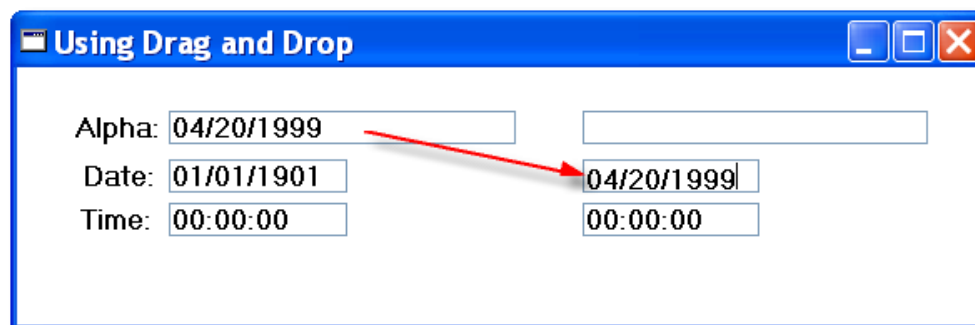 Using Drag and Drop
Alpha: 04/20/1999
Date: 01/01/1901 04/20/1999
Time: 00:00:00 00:00:00